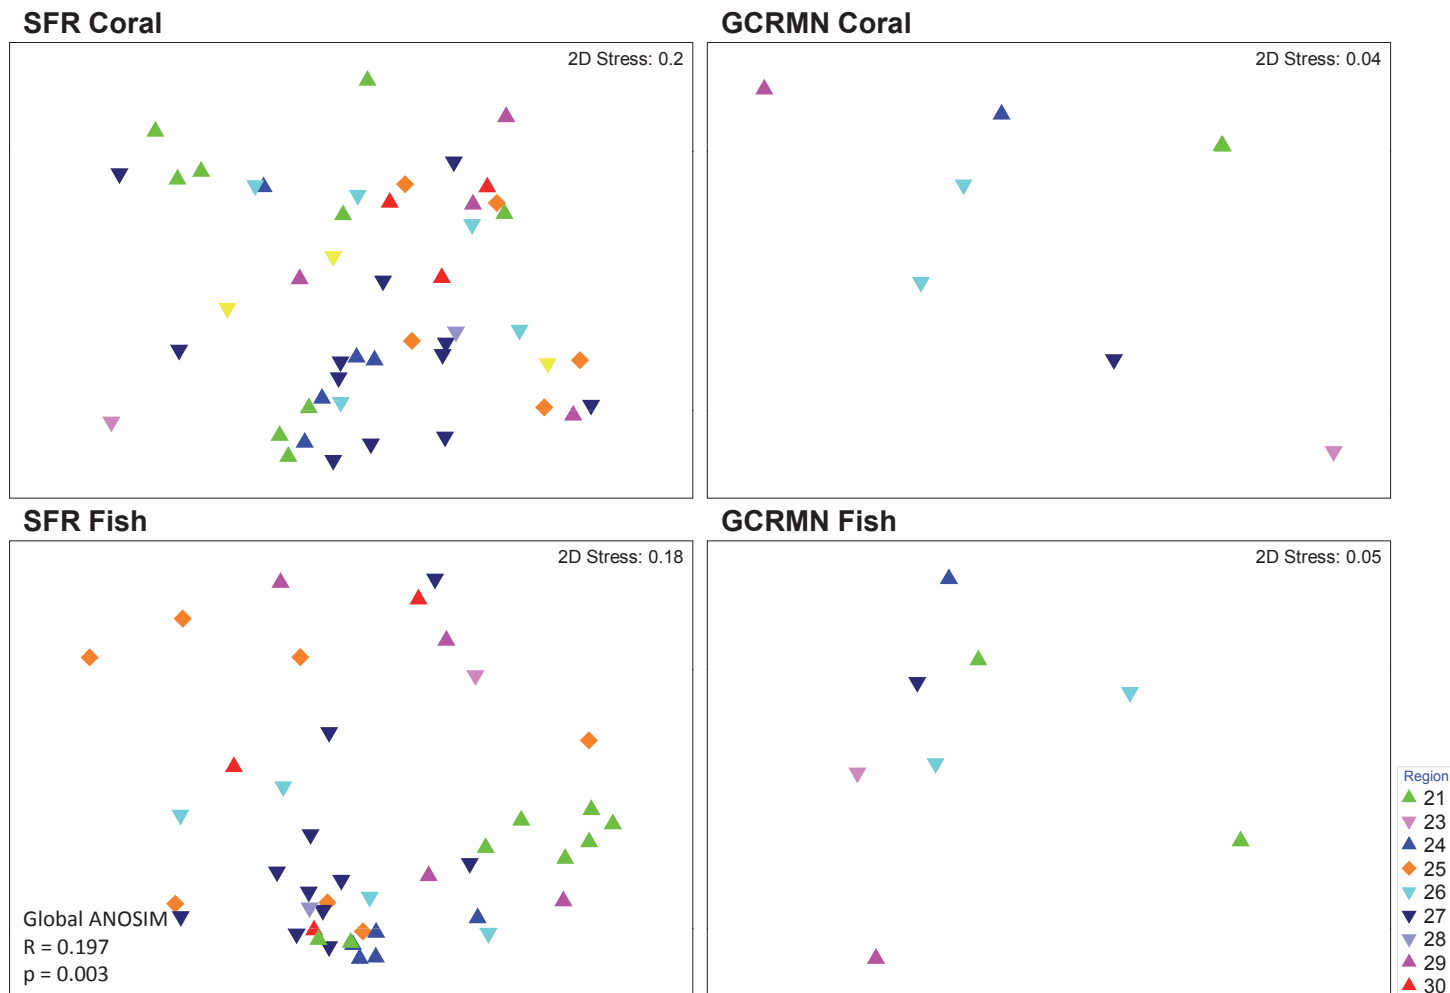 SFR Coral
2D Stress: 0.2
GCRMN Coral
2D Stress: 0.04
SFR Fish
2D Stress: 0.18
Global ANOSIM
R = 0.197
p = 0.003
GCRMN Fish
2D Stress: 0.05
Region
21
23
24
25
26
27
28
29
30